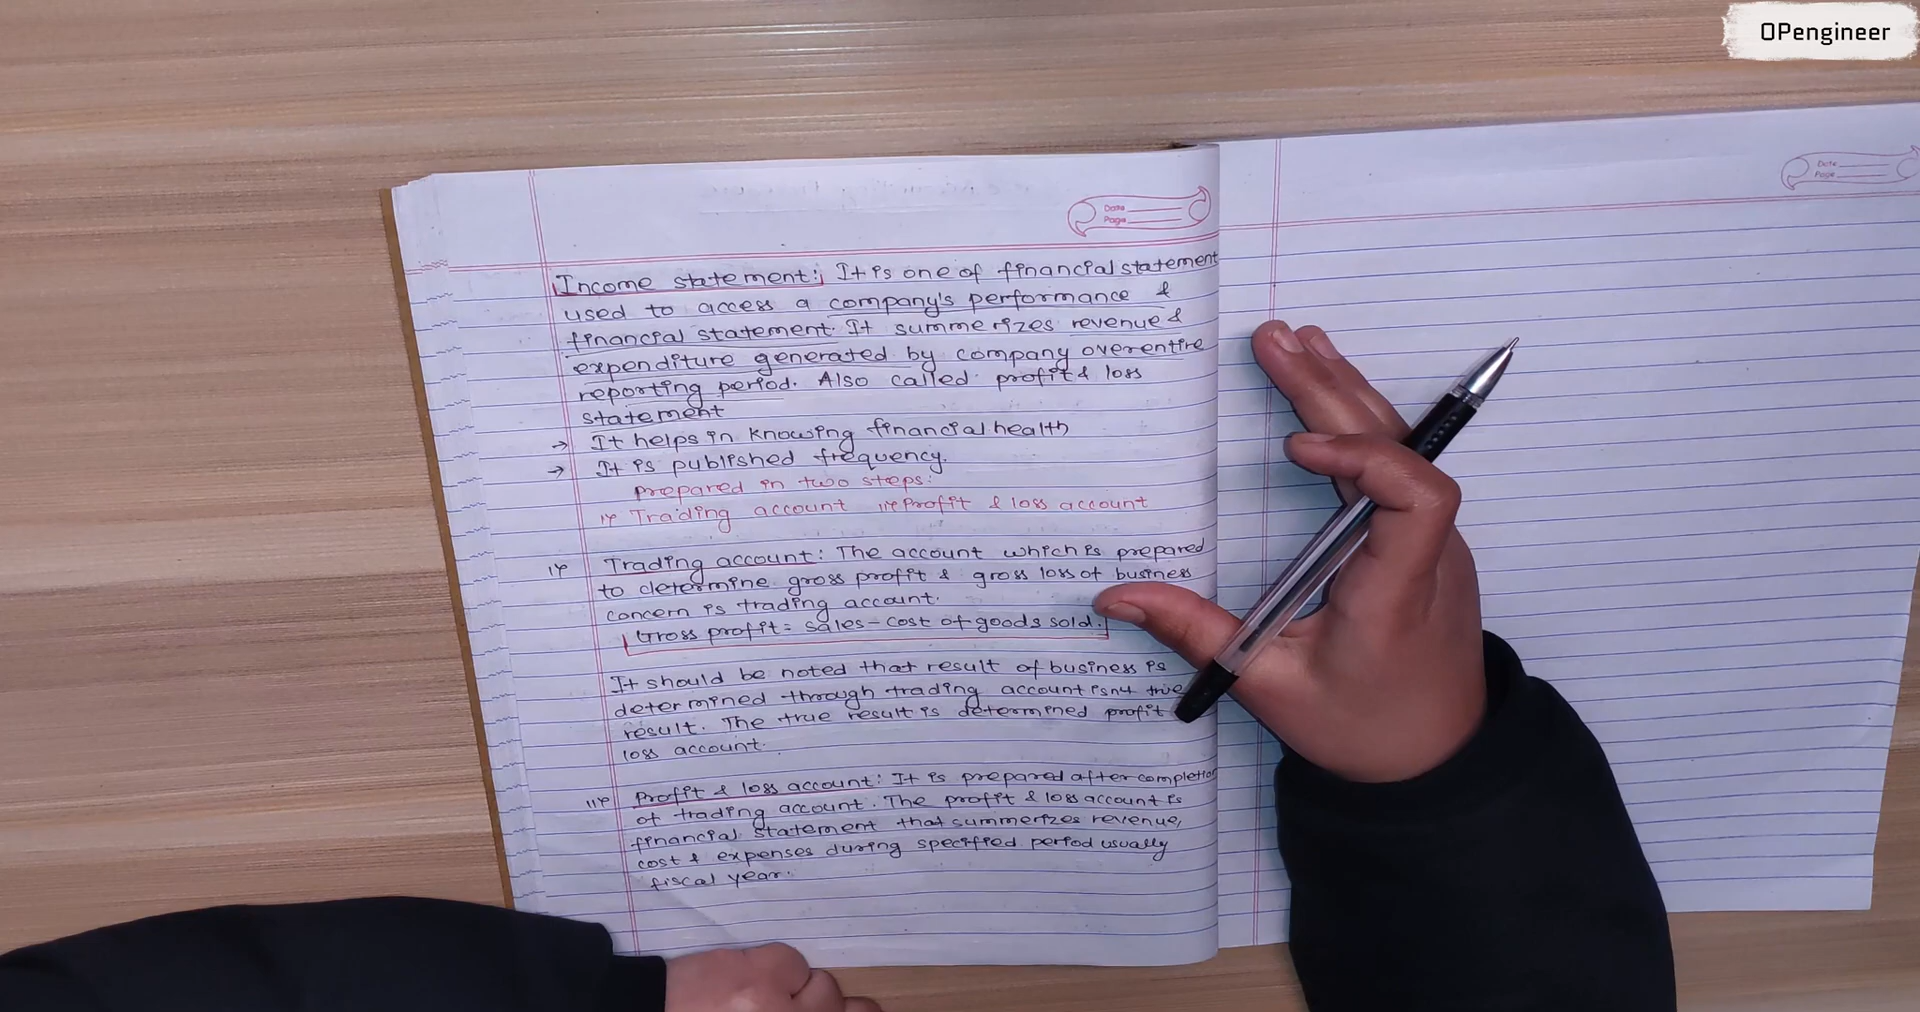 OPengineer
Date
Page
Date
Page
Income statement: It is one of financial statement
used to access a company's performance &
financial statement. It summerizes revenue &
expenditure generated by company over entire
reporting period. Also called profit & loss
statement
→ It helps in knowing financial health
→ It is published frequency.
prepared in two steps:
i) Trading account ii) Profit & loss account
i) Trading account: The account which is prepared
to determine gross profit & gross loss of business
concern is trading account.
Gross profit = sales - cost of goods sold.
It should be noted that result of business is
determined through trading account isn't true
result. The true result is determined profit
loss account.
ii) Profit & loss account: It is prepared after completion
of trading account. The profit & loss account is
financial statement that summerizes revenue,
cost & expenses during specified period usually
fiscal year.